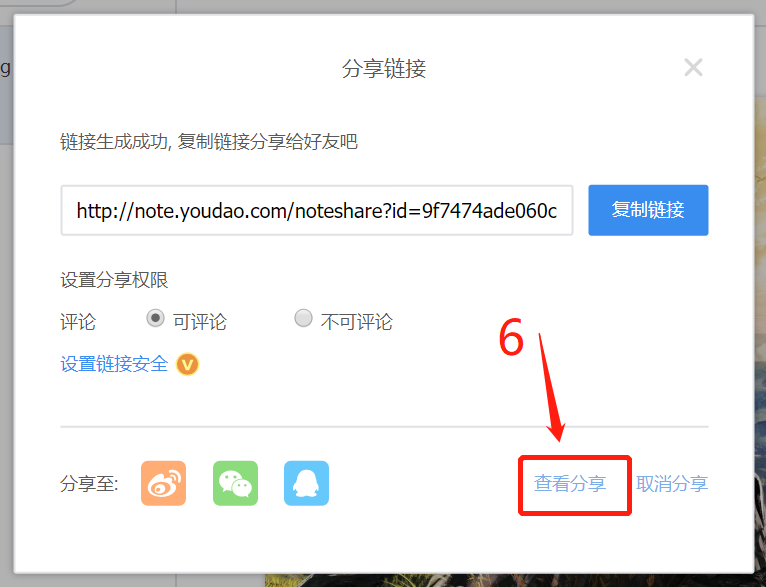 g
分享链接
链接生成成功, 复制链接分享给好友吧
http://note.youdao.com/noteshare?id=9f7474ade060c
复制链接
设置分享权限
评论 可评论 不可评论
设置链接安全 V
6
分享至: 查看分享 取消分享